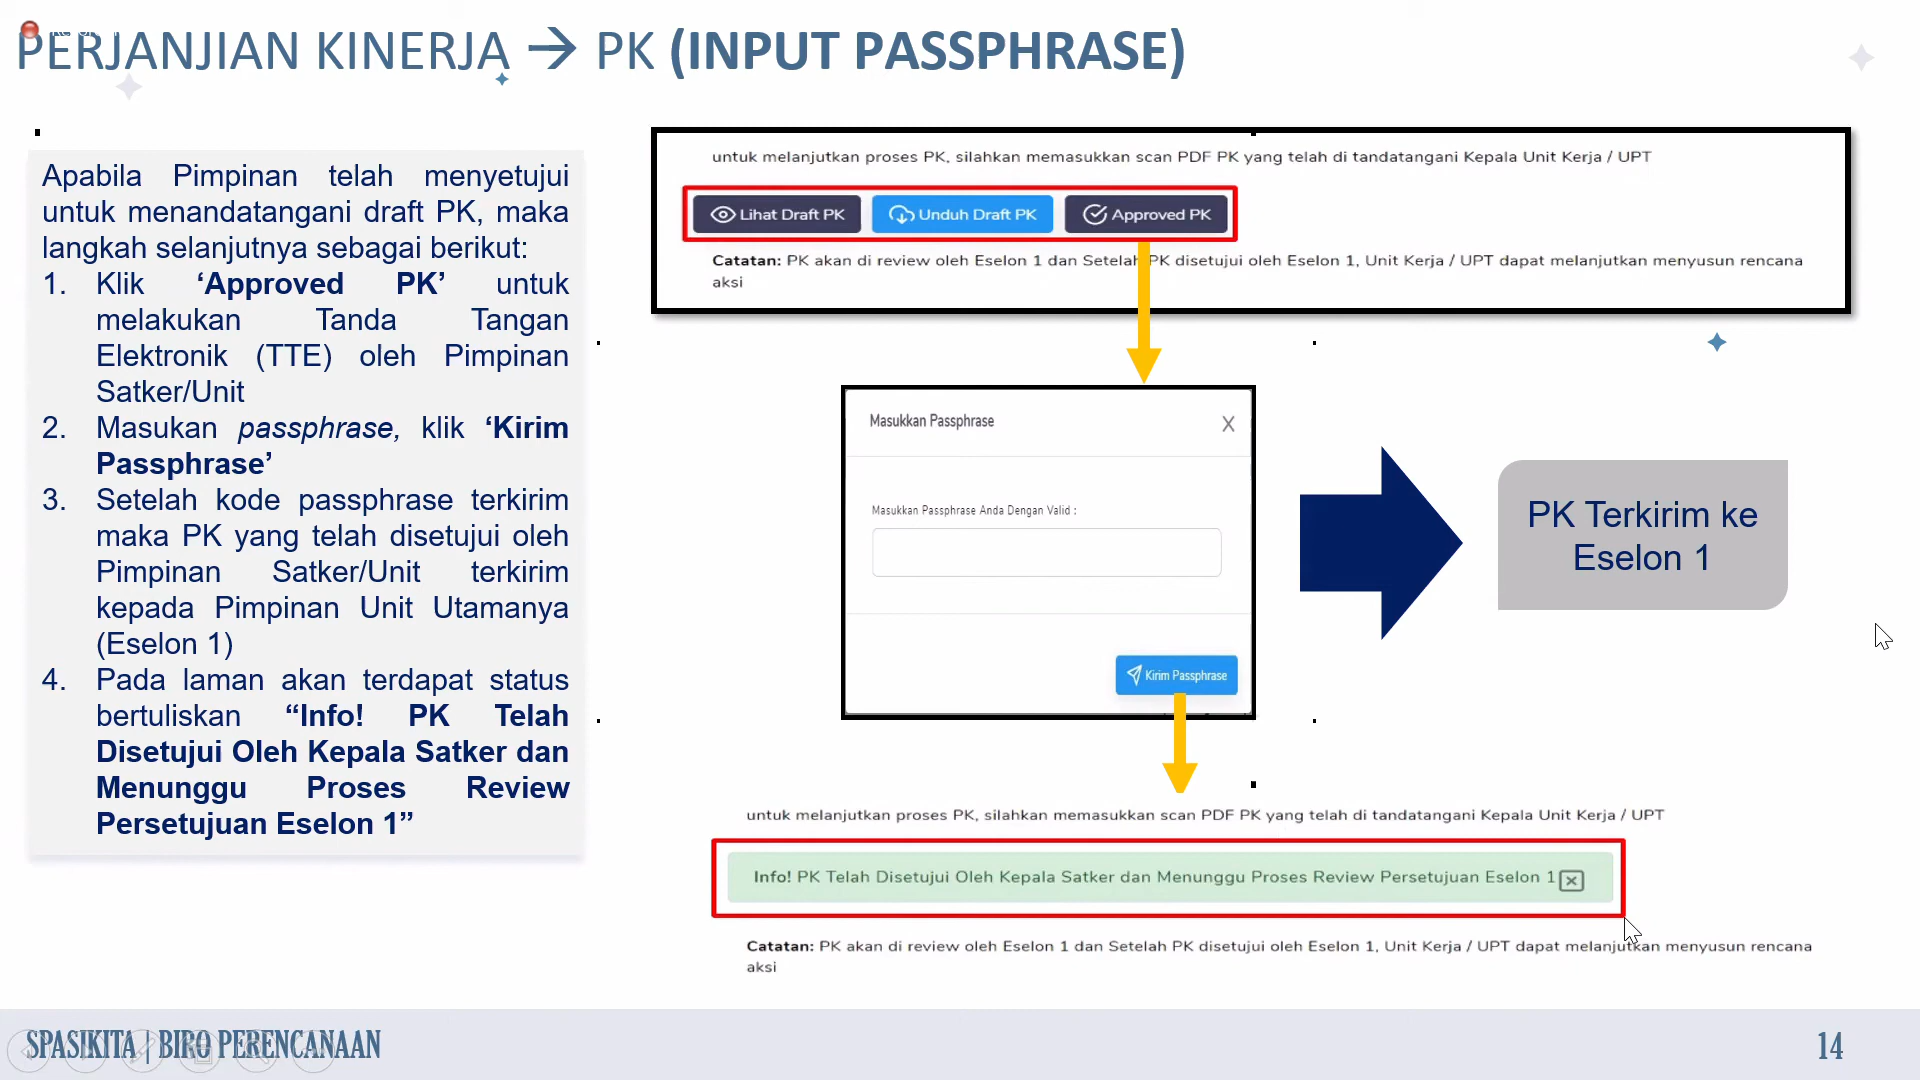 PERJANJIAN KINERJA → PK (INPUT PASSPHRASE)
Apabila Pimpinan telah menyetujui
untuk menandatangani draft PK, maka
langkah selanjutnya sebagai berikut:
1. Klik ‘Approved PK’ untuk
melakukan Tanda Tangan
Elektronik (TTE) oleh Pimpinan
Satker/Unit
2. Masukan passphrase, klik ‘Kirim
Passphrase’
3. Setelah kode passphrase terkirim
maka PK yang telah disetujui oleh
Pimpinan Satker/Unit terkirim
kepada Pimpinan Unit Utamanya
(Eselon 1)
4. Pada laman akan terdapat status
bertuliskan “Info! PK Telah
Disetujui Oleh Kepala Satker dan
Menunggu Proses Review
Persetujuan Eselon 1”
untuk melanjutkan proses PK, silahkan memasukkan scan PDF PK yang telah di tandatangani Kepala Unit Kerja / UPT
Lihat Draft PK
Unduh Draft PK
Approved PK
Catatan: PK akan di review oleh Eselon 1 dan Setelah PK disetujui oleh Eselon 1, Unit Kerja / UPT dapat melanjutkan menyusun rencana
aksi
Masukkan Passphrase X
Masukkan Passphrase Anda Dengan Valid :
Kirim Passphrase
PK Terkirim ke
Eselon 1
untuk melanjutkan proses PK, silahkan memasukkan scan PDF PK yang telah di tandatangani Kepala Unit Kerja / UPT
Info! PK Telah Disetujui Oleh Kepala Satker dan Menunggu Proses Review Persetujuan Eselon 1
Catatan: PK akan di review oleh Eselon 1 dan Setelah PK disetujui oleh Eselon 1, Unit Kerja / UPT dapat melanjutkan menyusun rencana
aksi
SPASIKITA | BIRO PERENCANAAN
14